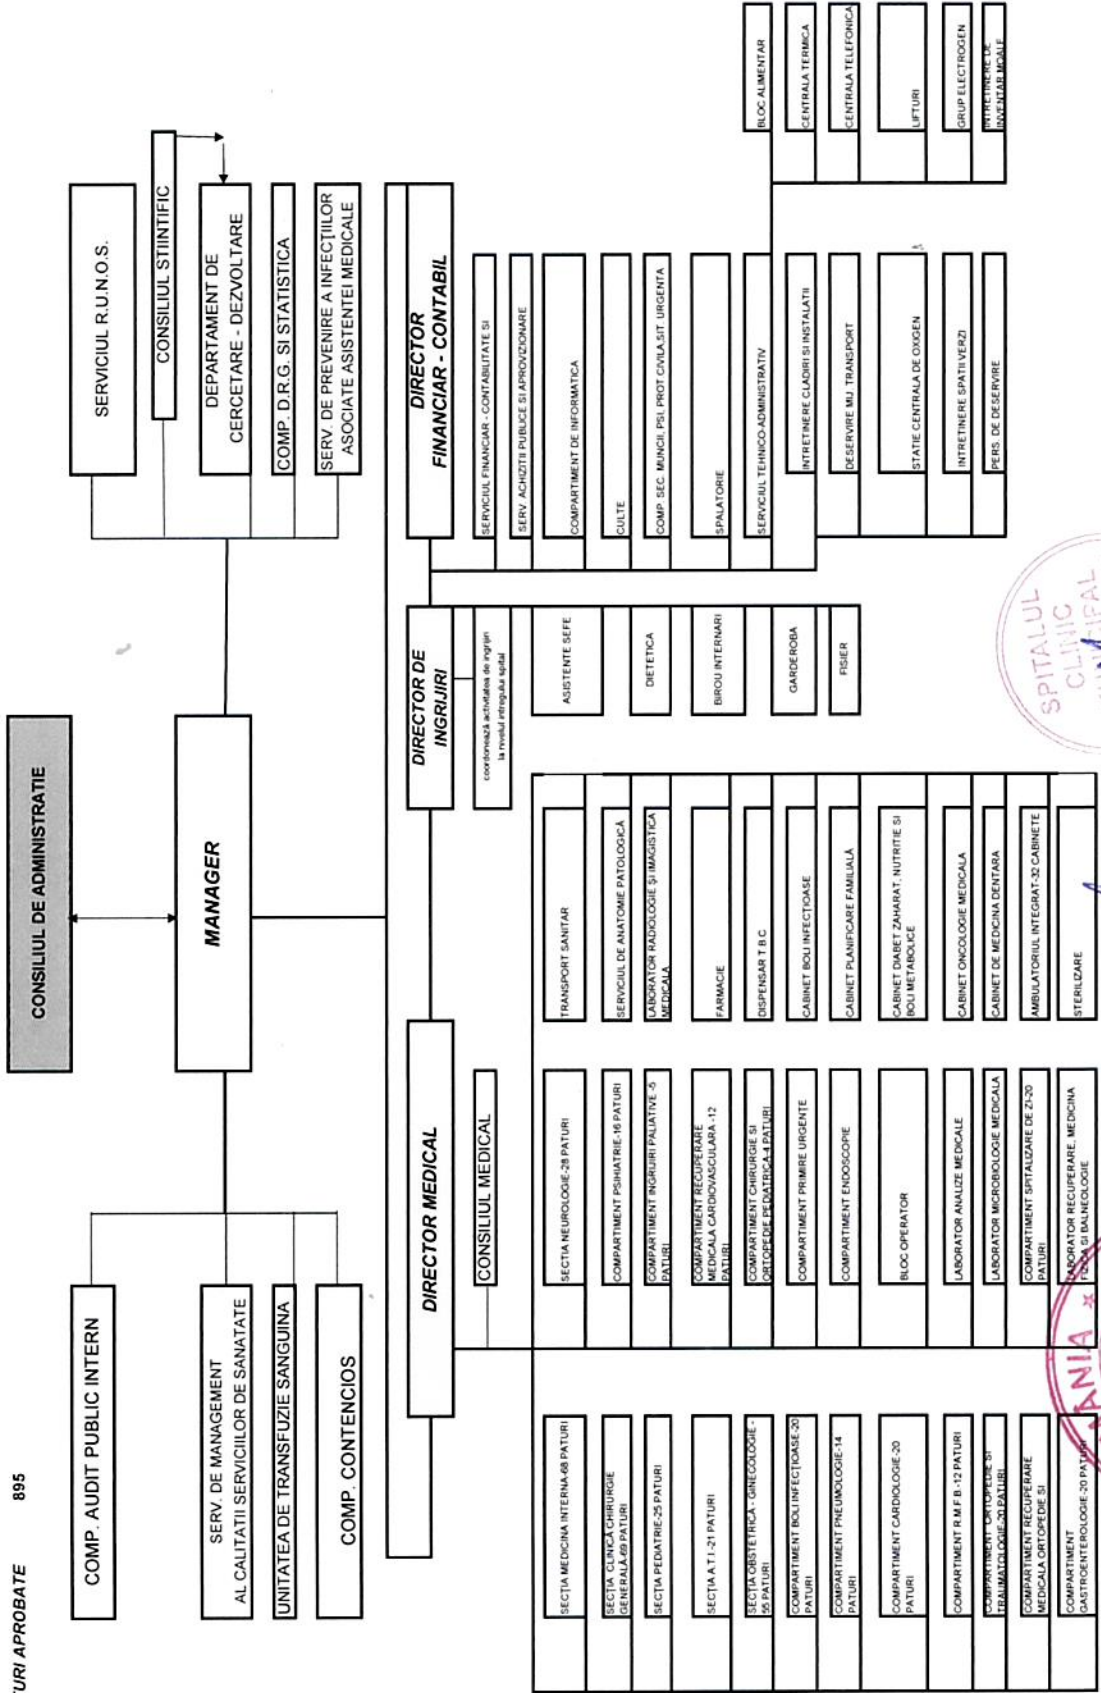 APROBATE 895
CONSILIUL DE ADMINISTRATIE
MANAGER
COMP. AUDIT PUBLIC INTERN
SERV. DE MANAGEMENT
AL CALITATII SERVICIILOR DE SANATATE
UNITATEA DE TRANSFUZIE SANGUINA
COMP. CONTENCIOS
SERVICIUL R.U.N.O.S.
CONSILIUL STIINTIFIC
DEPARTAMENT DE
CERCETARE - DEZVOLTARE
COMP. D.R.G. SI STATISTICA
SERV. DE PREVENIRE A INFECȚIILOR
ASOCIATE ASISTENTEI MEDICALE
DIRECTOR MEDICAL
CONSILIUL MEDICAL
DIRECTOR DE
INGRIJIRI
coordonează activitatea de ingrijiri
la nivelul intregului spital
DIRECTOR
FINANCIAR - CONTABIL
SECȚIA MEDICINA INTERNA-68 PATURI
SECȚIA CLINICĂ CHIRURGIE
GENERALĂ-69 PATURI
SECȚIA PEDIATRIE-25 PATURI
SECȚIA A.T.I.-21 PATURI
SECȚIA OBSTETRICĂ - GINECOLOGIE -
55 PATURI
COMPARTIMENT BOLI INFECȚIOASE-20
PATURI
COMPARTIMENT PNEUMOLOGIE-14
PATURI
COMPARTIMENT CARDIOLOGIE-20
PATURI
COMPARTIMENT R.M.F.B.-12 PATURI
COMPARTIMENT ORTOPEDIE SI
TRAUMATOLOGIE-20 PATURI
COMPARTIMENT RECUPERARE
MEDICALA ORTOPEDIE SI
COMPARTIMENT
GASTROENTEROLOGIE-20 PATURI
SECTIA NEUROLOGIE-28 PATURI
COMPARTIMENT PSIHIATRIE-16 PATURI
COMPARTIMENT INGRIJIRI PALIATIVE -5
PATURI
COMPARTIMENT RECUPERARE
MEDICALA CARDIOVASCULARA -12
PATURI
COMPARTIMENT CHIRURGIE SI
ORTOPEDIE PEDIATRICA-4 PATURI
COMPARTIMENT PRIMIRE URGENȚE
COMPARTIMENT ENDOSCOPIE
BLOC OPERATOR
LABORATOR ANALIZE MEDICALE
LABORATOR MICROBIOLOGIE MEDICALA
COMPARTIMENT SPITALIZARE DE ZI-20
PATURI
LABORATOR RECUPERARE, MEDICINA
FIZICA SI BALNEOLOGIE
TRANSPORT SANITAR
SERVICIUL DE ANATOMIE PATOLOGICĂ
LABORATOR RADIOLOGIE ȘI IMAGISTICA
MEDICALA
FARMACIE
DISPENSAR T B C
CABINET BOLI INFECTIOASE
CABINET PLANIFICARE FAMILIALĂ
CABINET DIABET ZAHARAT, NUTRITIE SI
BOLI METABOLICE
CABINET ONCOLOGIE MEDICALA
CABINET DE MEDICINA DENTARA
AMBULATORIUL INTEGRAT-32 CABINETE
STERILIZARE
ASISTENTE SEFE
DIETETICA
BIROU INTERNARI
GARDEROBA
FISIER
SERVICIUL FINANCIAR - CONTABILITATE SI
SERV. ACHIZITII PUBLICE SI APROVIZIONARE
COMPARTIMENT DE INFORMATICA
CULTE
COMP. SEC. MUNCII, PSI, PROT CIVILA,SIT. URGENTA
SPALATORIE
SERVICIUL TEHNICO-ADMINISTRATIV
INTRETINERE CLADIRI SI INSTALATII
DESERVIRE MIJ. TRANSPORT
STATIE CENTRALA DE OXIGEN
INTRETINERE SPATII VERZI
PERS. DE DESERVIRE
BLOC ALIMENTAR
CENTRALA TERMICA
CENTRALA TELEFONICA
LIFTURI
GRUP ELECTROGEN
INTRETINERE DE
INVENTAR MOALE
SPITALUL
CLINIC